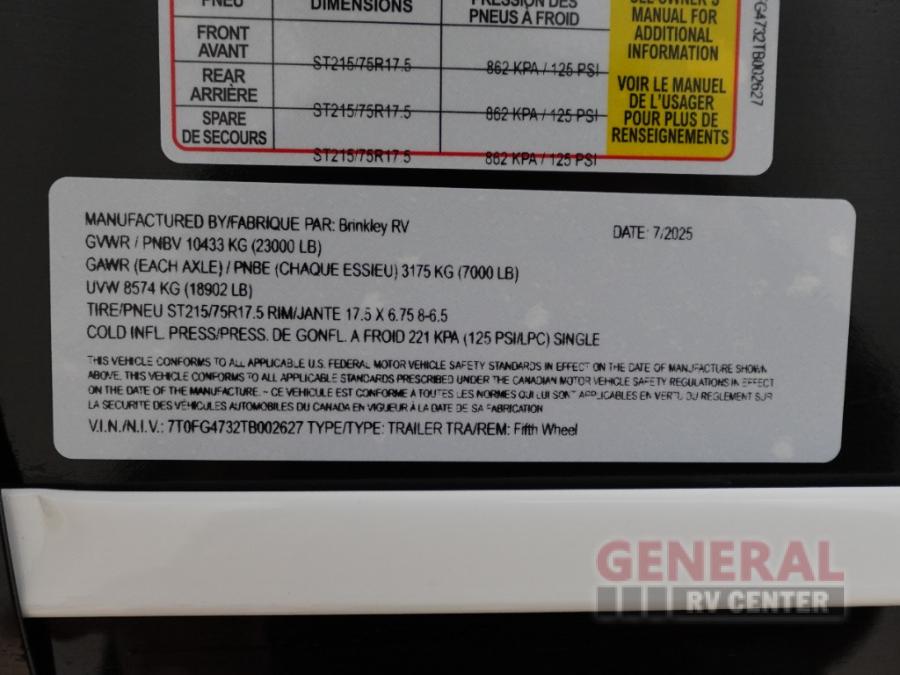 PNEU DIMENSIONS PRESSION DES PNEUS À FROID
SEE OWNER'S MANUAL FOR ADDITIONAL INFORMATION
FRONT AVANT ST215/75R17.5 862 KPA / 125 PSI
REAR ARRIÈRE ST215/75R17.5 862 KPA / 125 PSI
SPARE DE SECOURS ST215/75R17.5 862 KPA / 125 PSI
VOIR LE MANUEL DE L'USAGER POUR PLUS DE RENSEIGNEMENTS
FG4732TB002627
MANUFACTURED BY/FABRIQUE PAR: Brinkley RV DATE: 7/2025
GVWR / PNBV 10433 KG (23000 LB)
GAWR (EACH AXLE) / PNBE (CHAQUE ESSIEU) 3175 KG (7000 LB)
UVW 8574 KG (18902 LB)
TIRE/PNEU ST215/75R17.5 RIM/JANTE 17.5 X 6.75 8-6.5
COLD INFL. PRESS/PRESS. DE GONFL. A FROID 221 KPA (125 PSI/LPC) SINGLE
THIS VEHICLE CONFORMS TO ALL APPLICABLE U.S. FEDERAL MOTOR VEHICLE SAFETY STANDARDS IN EFFECT ON THE DATE OF MANUFACTURE SHOWN
ABOVE. THIS VEHICLE CONFORMS TO ALL APPLICABLE STANDARDS PRESCRIBED UNDER THE CANADIAN MOTOR VEHICLE SAFETY REGULATIONS IN EFFECT
ON THE DATE OF THE MANUFACTURE. - CE VEHICULE EST CONFORME A TOUTES LES NORMES QUI LUI SONT APPLICABLES EN VERTU DU REGLEMENT SUR
LA SECURITE DES VÉHICULES AUTOMOBILES DU CANADA EN VIGUEUR À LA DATE DE SA FABRICATION
V.I.N./N.I.V.: 7T0FG4732TB002627 TYPE/TYPE: TRAILER TRA/REM: Fifth Wheel
GENERAL
RV CENTER